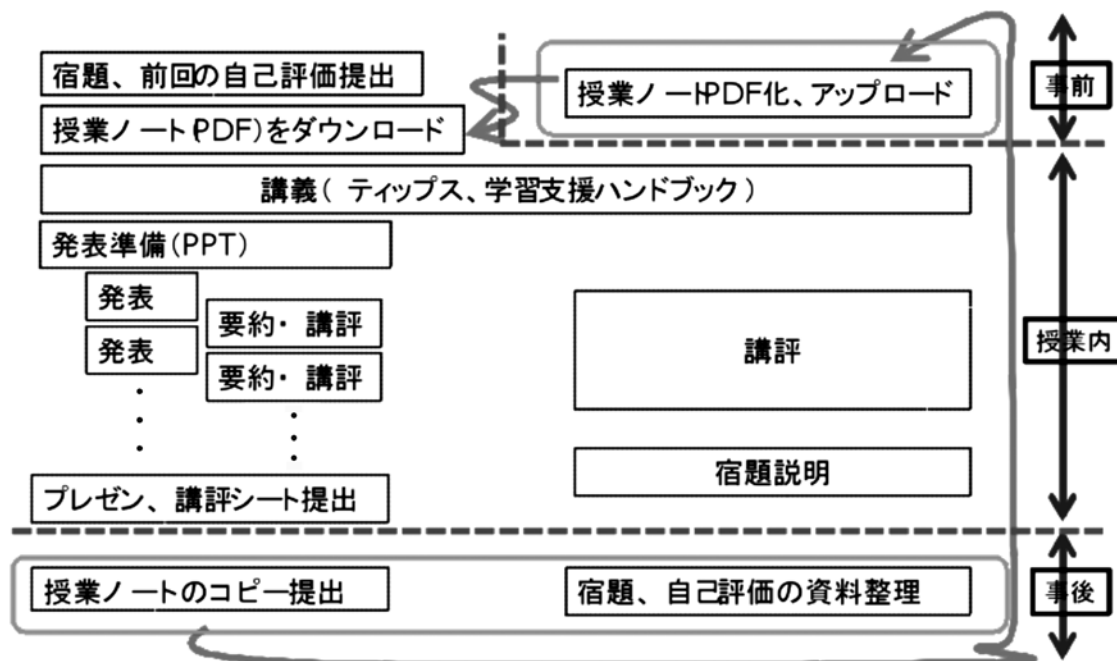 宿題、前回の自己評価提出
授業ノートPDF化、アップロード
事前
授業ノート(PDF)をダウンロード
講義( ティップス、学習支援ハンドブック)
発表準備(PPT)
発表
要約・ 講評
発表
要約・ 講評
講評
授業内
宿題説明
プレゼン、講評シート提出
授業ノートのコピー提出
宿題、自己評価の資料整理
事後